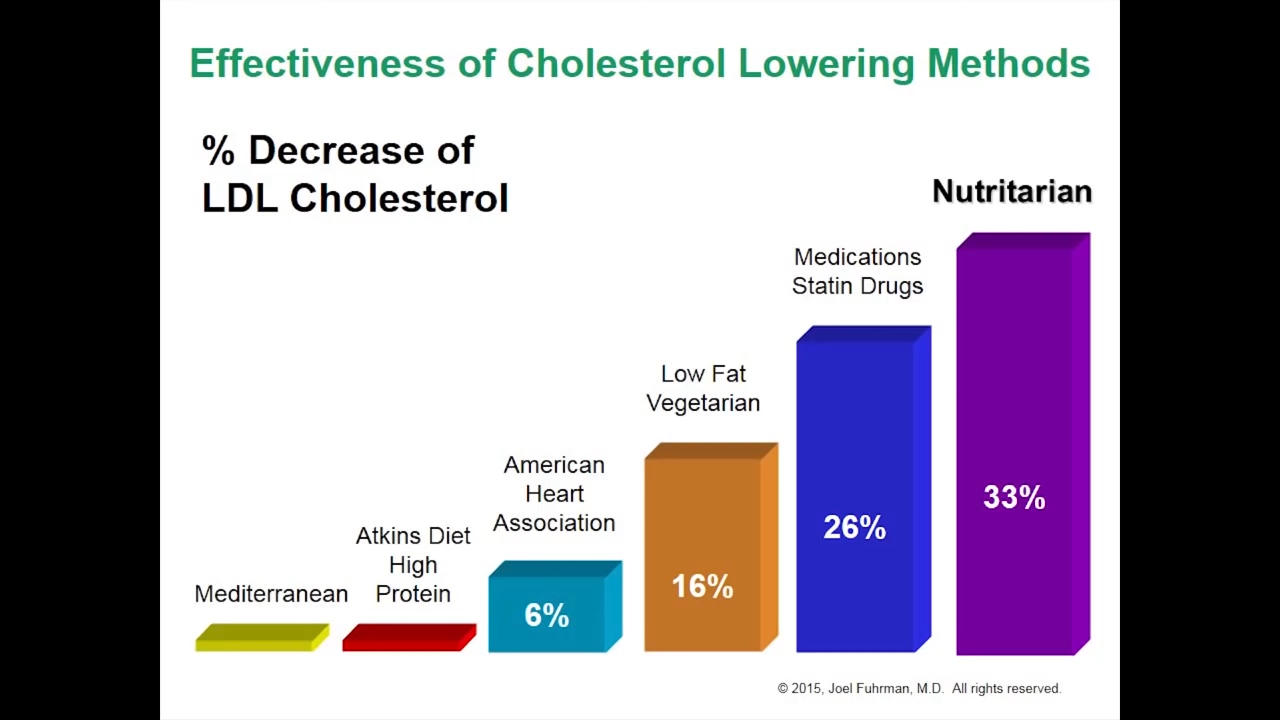 Effectiveness of Cholesterol Lowering Methods
% Decrease of
LDL Cholesterol
Nutritarian
Medications
Statin Drugs
Low Fat
Vegetarian
American
Heart
Association
Atkins Diet
High
Protein
Mediterranean
6%
16%
26%
33%
© 2015, Joel Fuhrman, M.D. All rights reserved.